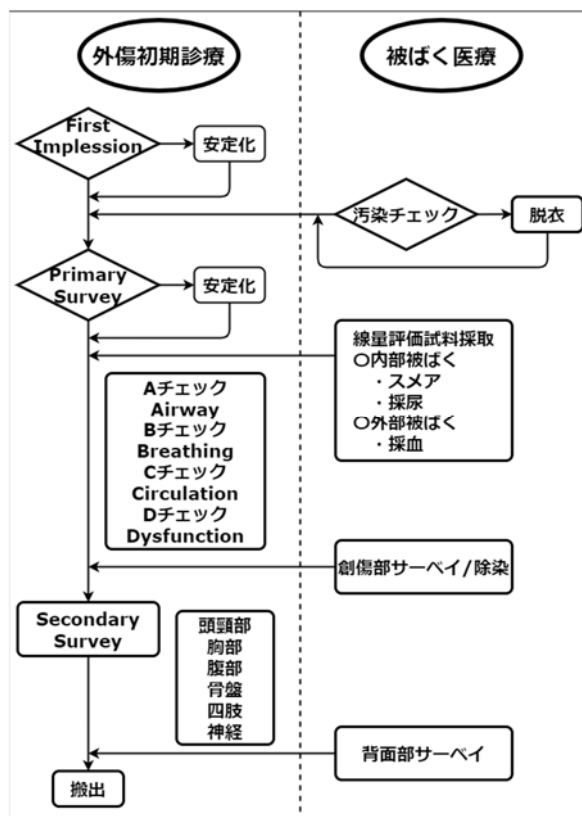 外傷初期診療
被ばく医療
First
Implession
安定化
汚染チェック
脱衣
Primary
Survey
安定化
線量評価試料採取
〇内部被ばく
・スメア
・採尿
〇外部被ばく
・採血
Aチェック
Airway
Bチェック
Breathing
Cチェック
Circulation
Dチェック
Dysfunction
創傷部サーベイ/除染
Secondary
Survey
頭頸部
胸部
腹部
骨盤
四肢
神経
背面部サーベイ
搬出